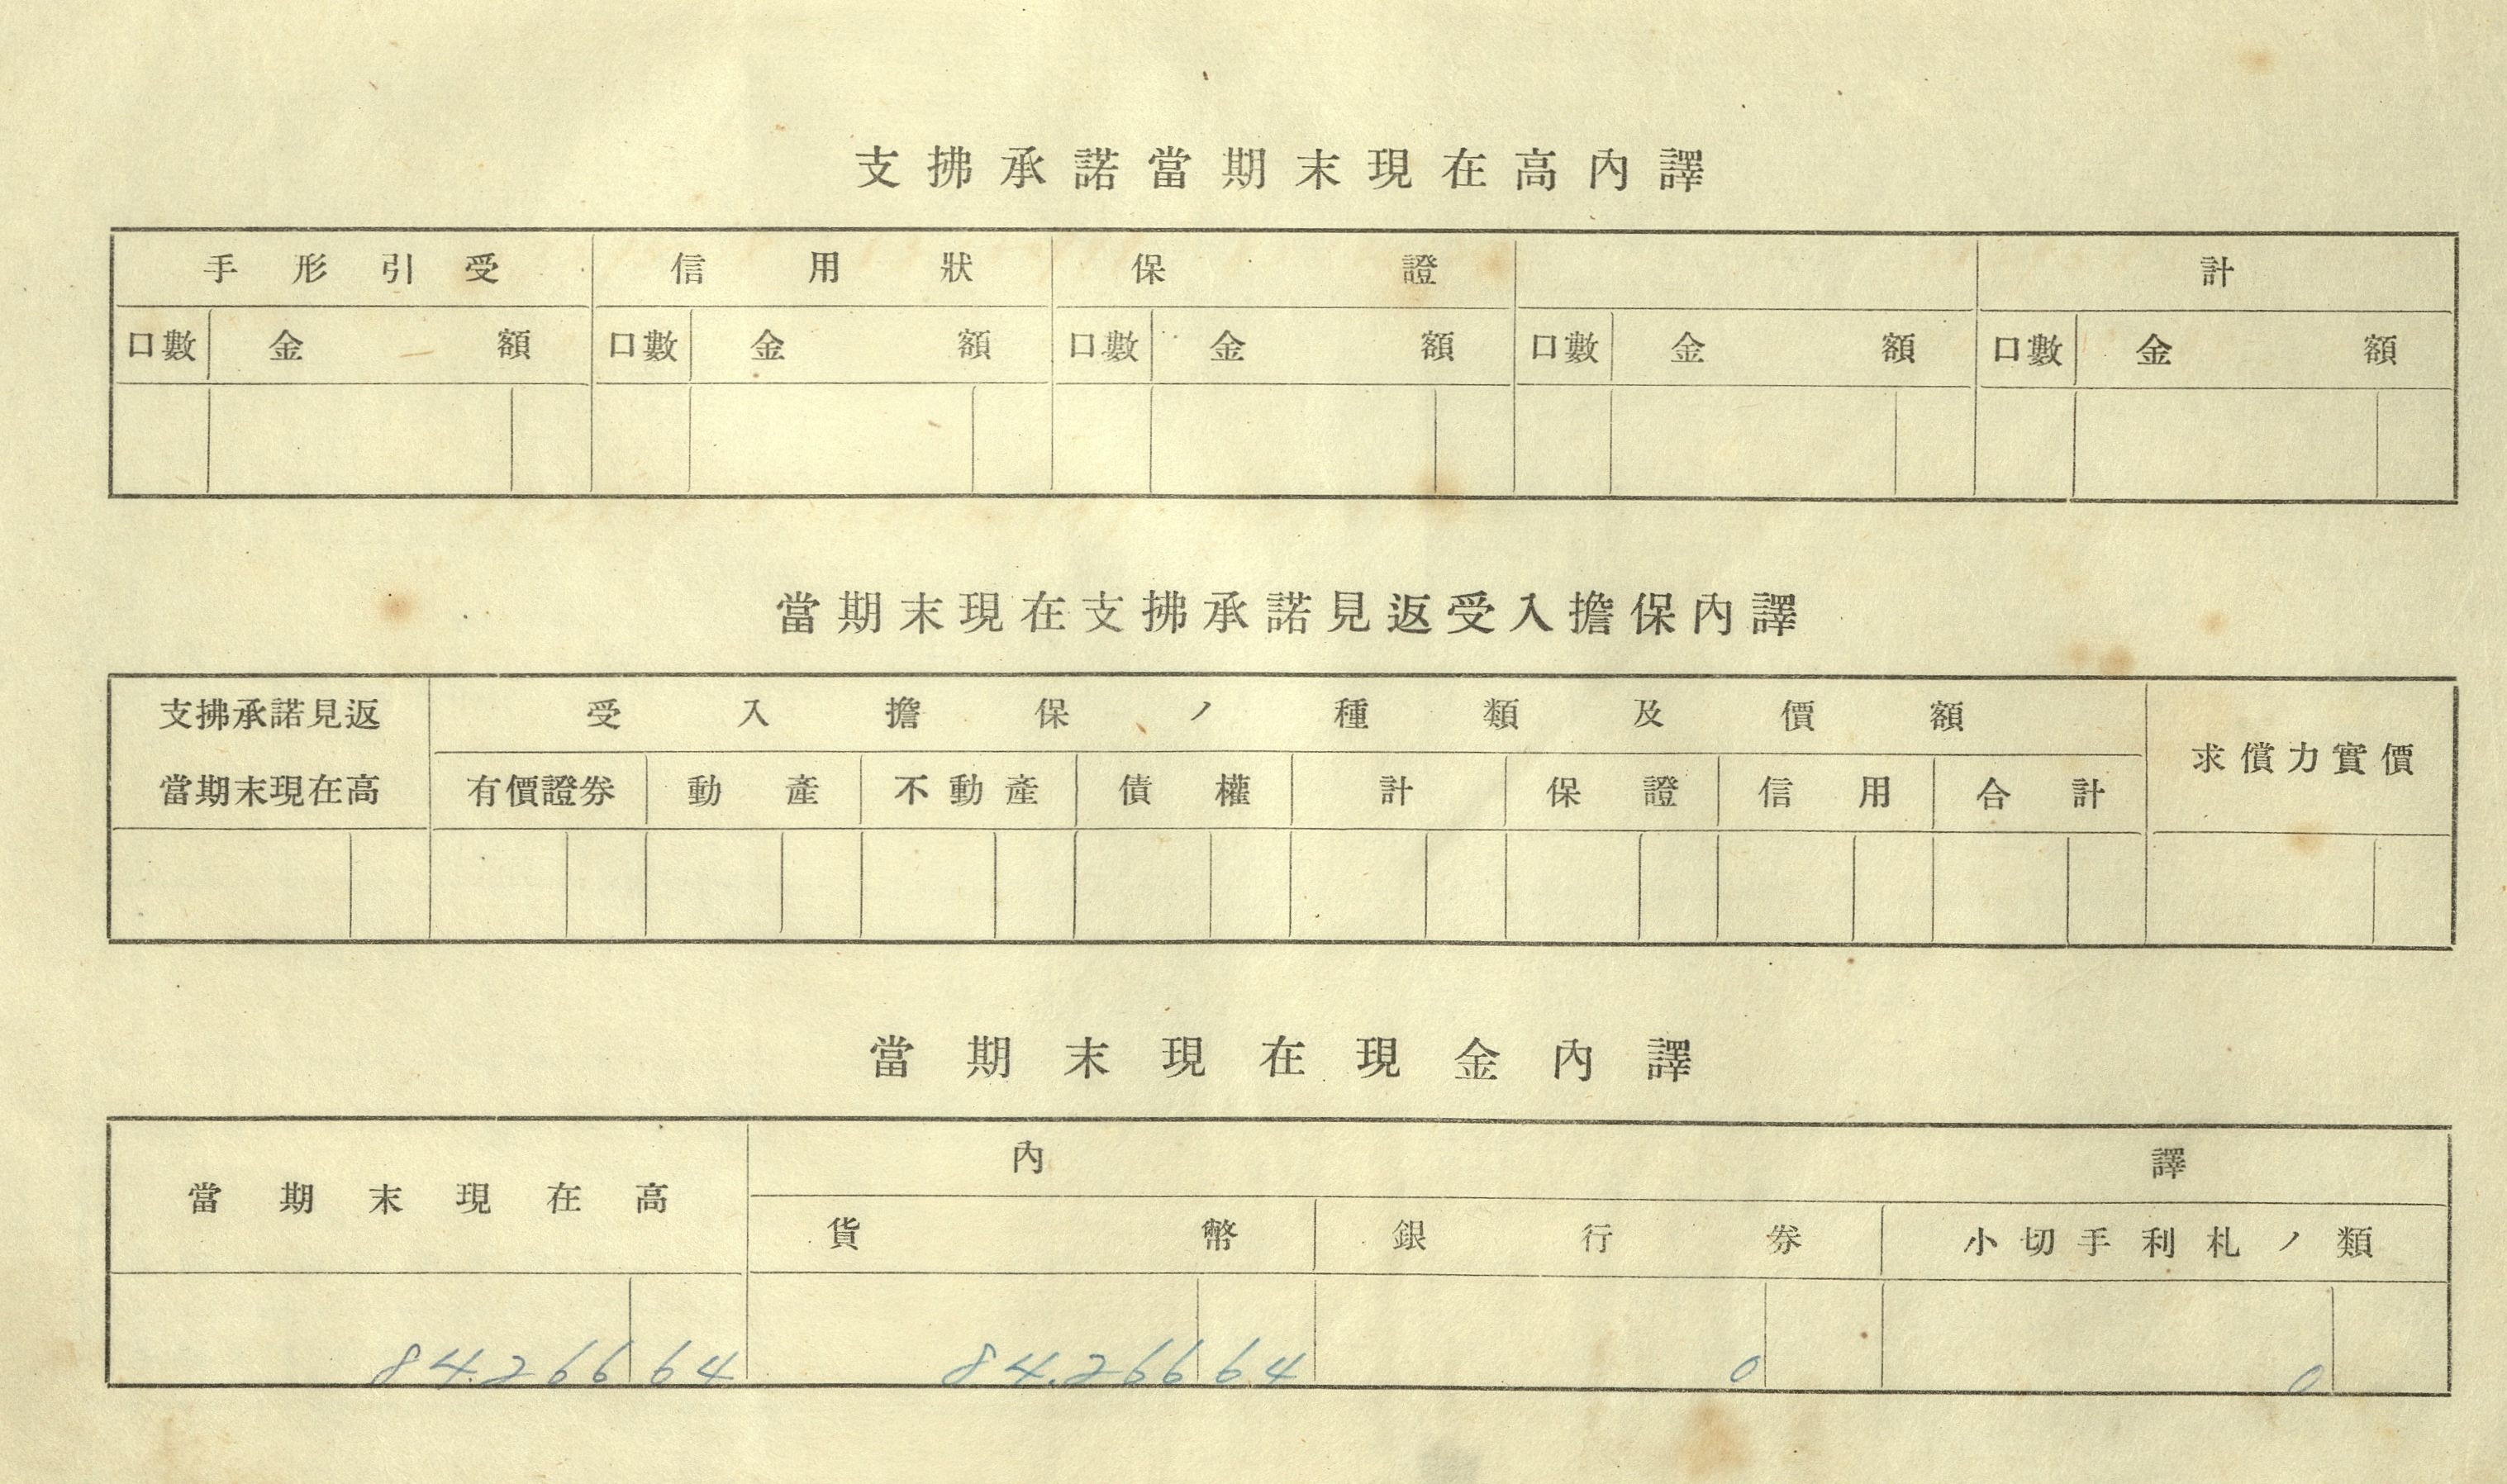 支拂承諾當期末現在高內譯
手形引受 信用狀 保證 計
口數 金額 口數 金額 口數 金額 口數 金額 口數 金額
當期末現在支拂承諾見返受入擔保內譯
支拂承諾見返 受入擔保ノ種類及價額
求償力實價
當期末現在高 有價證券 動產 不動產 債權 計 保證 信用 合計
當期末現在現金內譯
內譯
當期末現在高
貨幣 銀行券 小切手利札ノ類
84.266 64 84.266 64 0 0